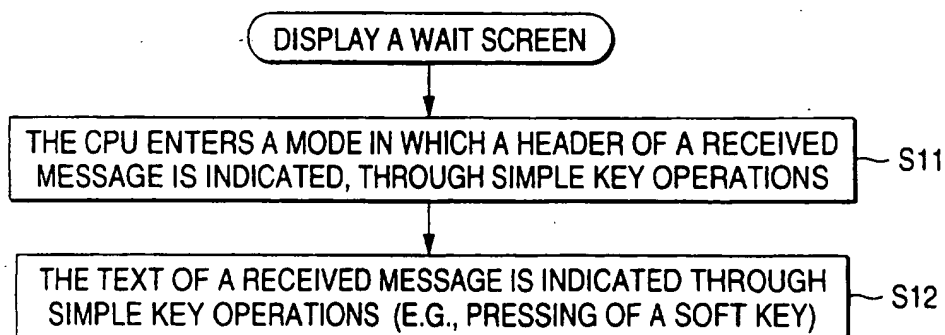 DISPLAY A WAIT SCREEN
THE CPU ENTERS A MODE IN WHICH A HEADER OF A RECEIVED
MESSAGE IS INDICATED, THROUGH SIMPLE KEY OPERATIONS
S11
THE TEXT OF A RECEIVED MESSAGE IS INDICATED THROUGH
SIMPLE KEY OPERATIONS (E.G., PRESSING OF A SOFT KEY)
S12